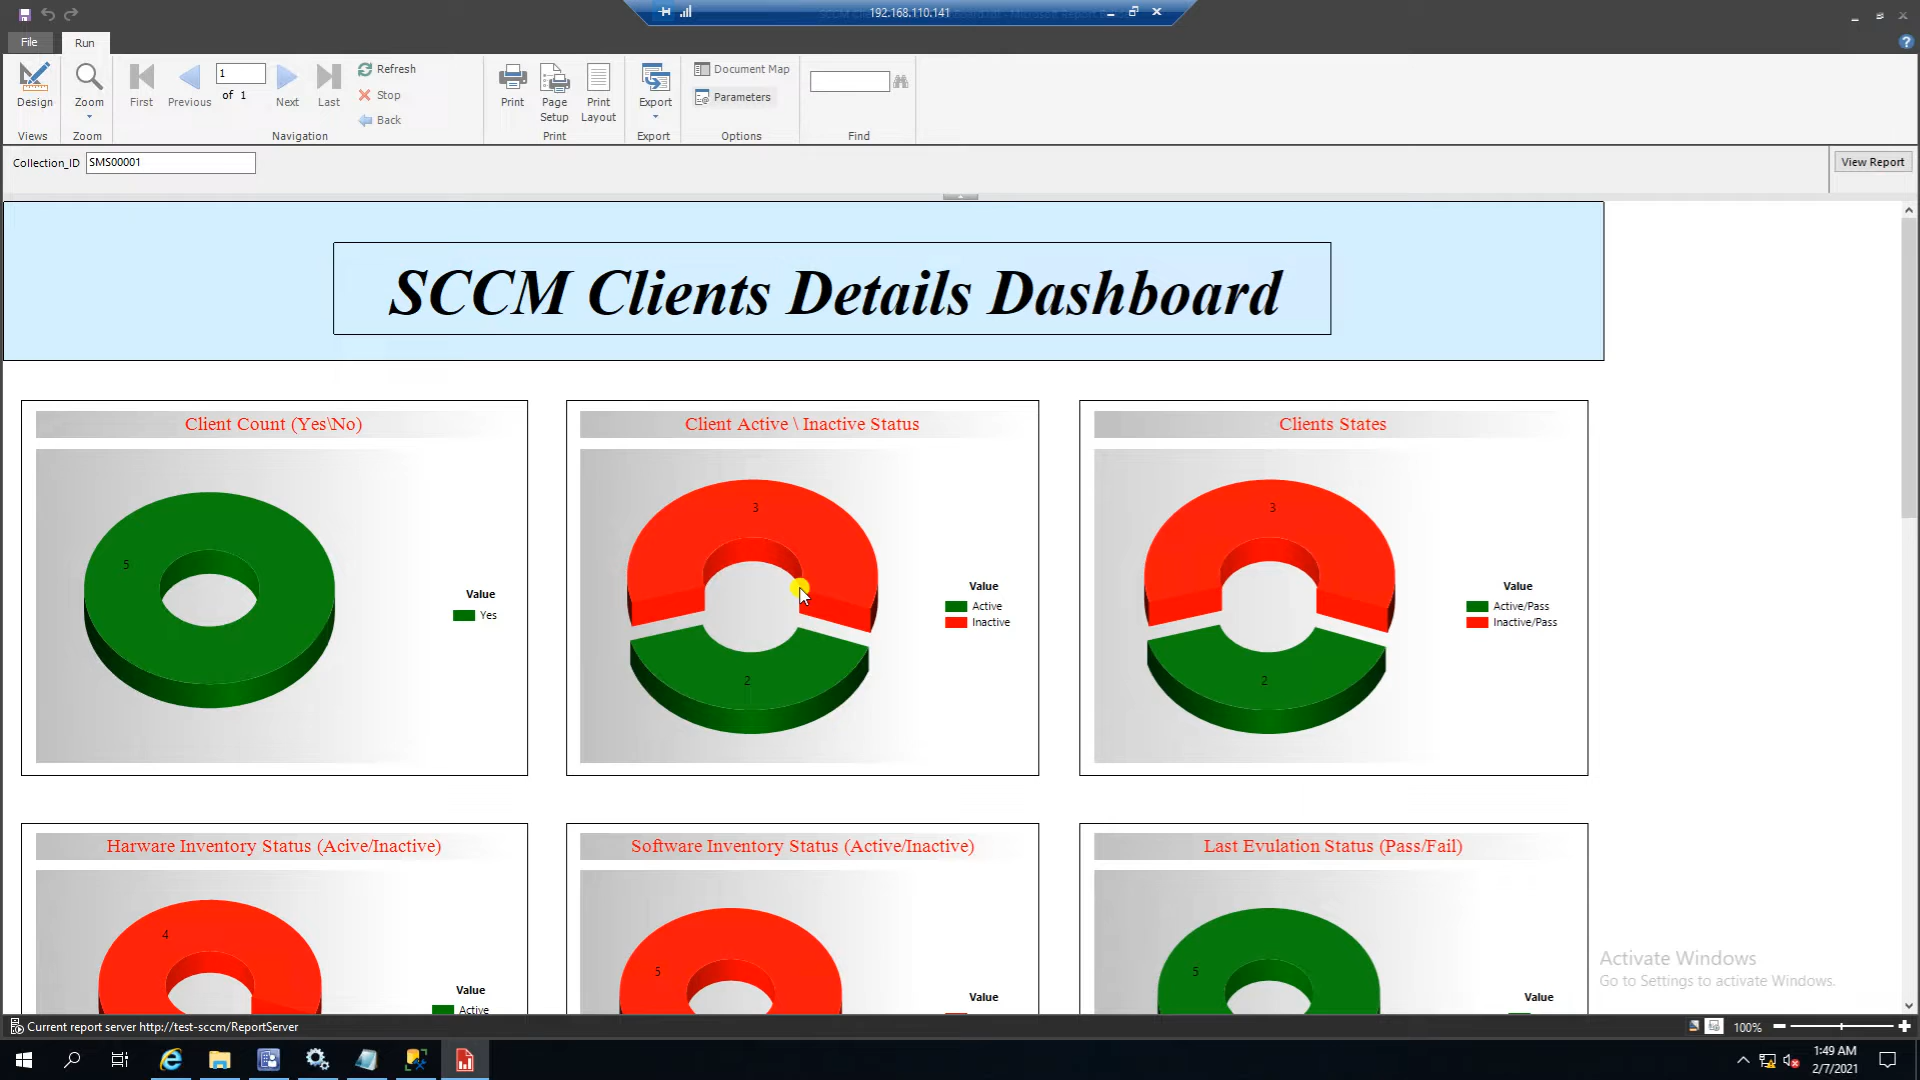 192.168.110.141
File
Run
Design
Zoom
First
Previous
1
of 1
Next
Last
Refresh
Stop
Back
Print
Page Setup
Print Layout
Export
Document Map
Parameters
Views
Zoom
Navigation
Print
Export
Options
Find
Collection_ID
SMS00001
View Report
SCCM Clients Details Dashboard
Client Count (Yes\No)
5
Value
Yes
Client Active \ Inactive Status
3
2
Value
Active
Inactive
Clients States
3
2
Value
Active/Pass
Inactive/Pass
Harware Inventory Status (Acive/Inactive)
4
Value
Active
Software Inventory Status (Active/Inactive)
5
Value
Last Evulation Status (Pass/Fail)
5
Value
Activate Windows
Go to Settings to activate Windows.
Current report server http://test-sccm/ReportServer
100%
1:49 AM
2/7/2021